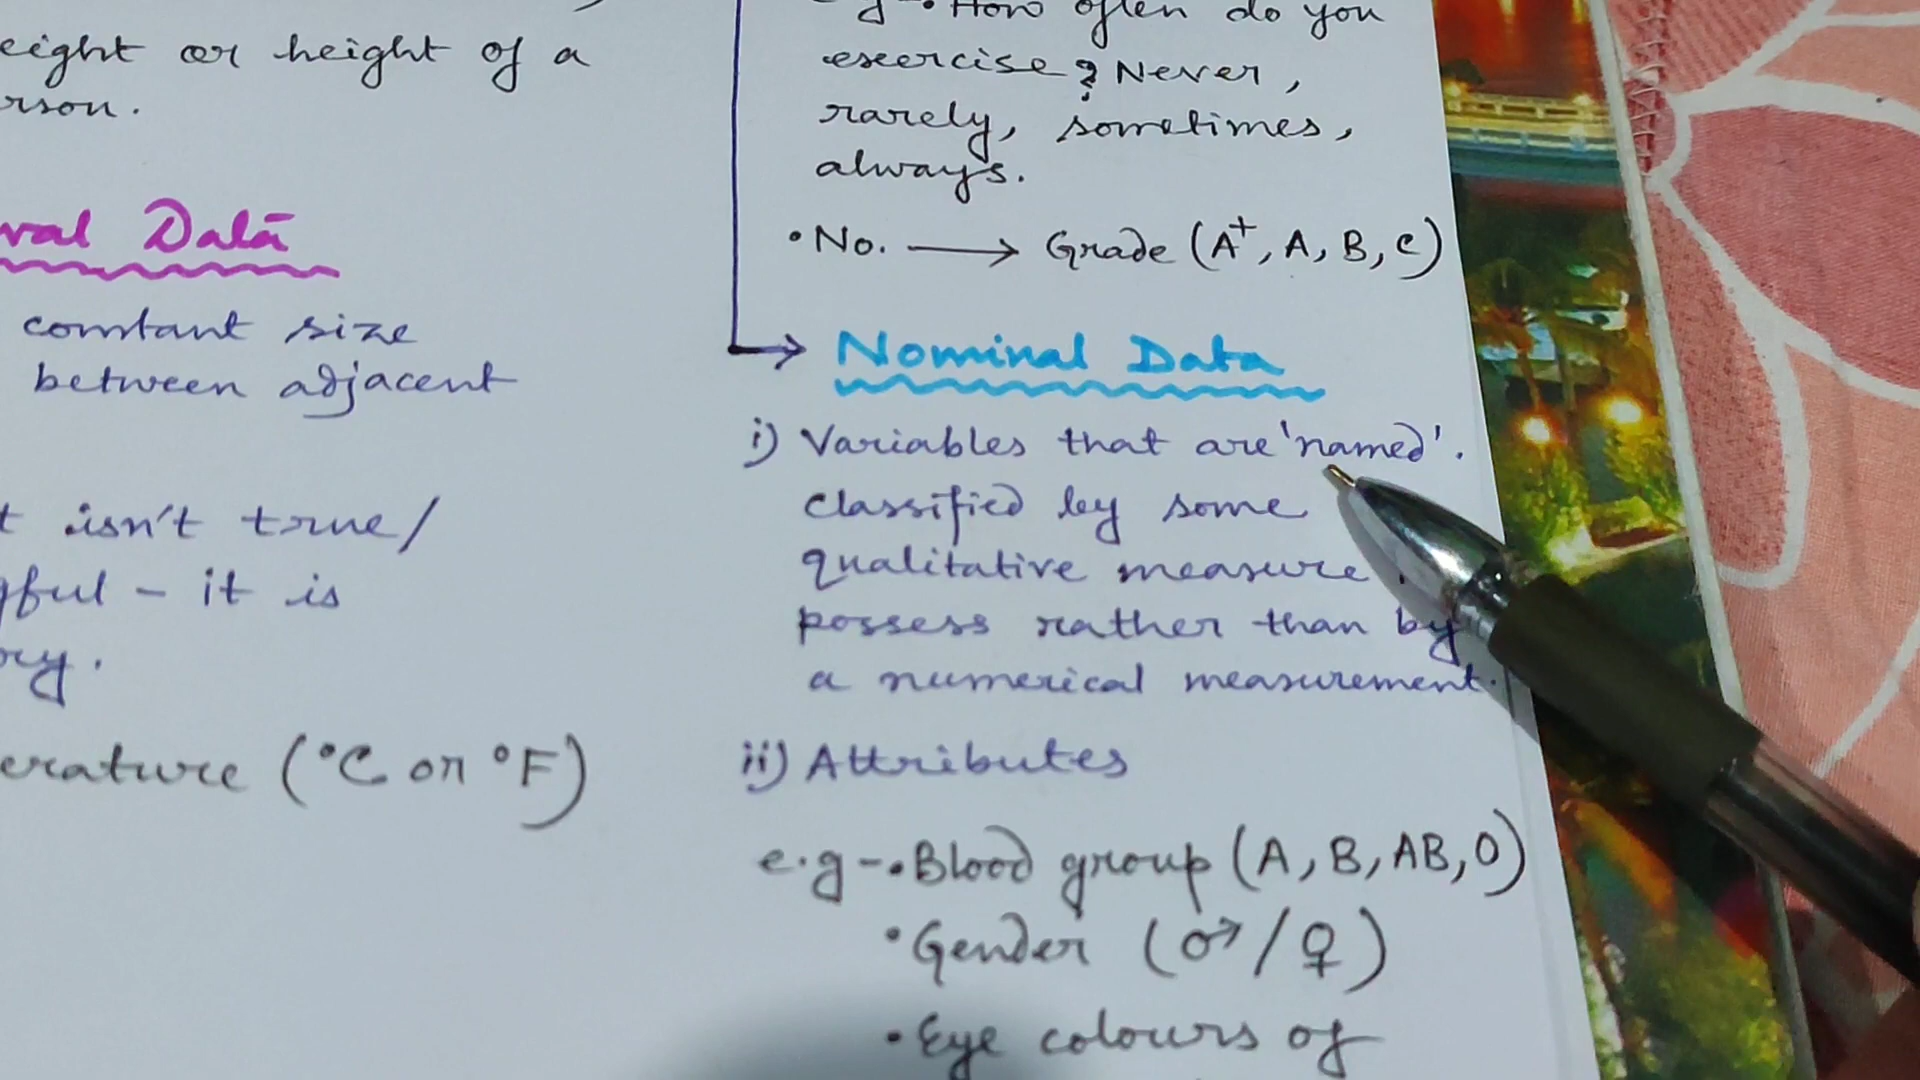 eight or height of a
rson.
val Data
constant size
between adjacent
t isn't true/
gful - it is
ory.
erature (°C or °F)
g-• How often do you
exercise? Never,
rarely, sometimes,
always.
• No. → Grade (A+, A, B, C)
→ Nominal Data
i) Variables that are 'named'.
classified by some
qualitative measure
possess rather than by
a numerical measurement.
ii) Attributes
e.g-• Blood group (A, B, AB, O)
• Gender (♂/♀)
• Eye colours of